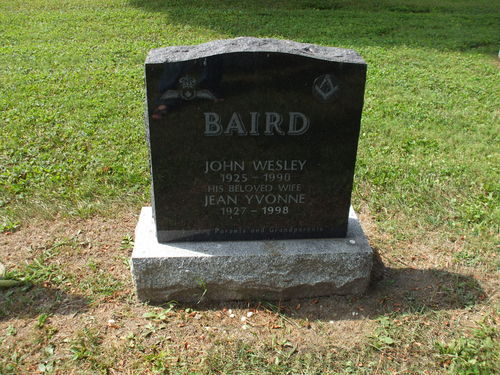 BAIRD
JOHN WESLEY
1925 - 1990
HIS BELOVED WIFE
JEAN YVONNE
1927 - 1998
Parents and Grandparents